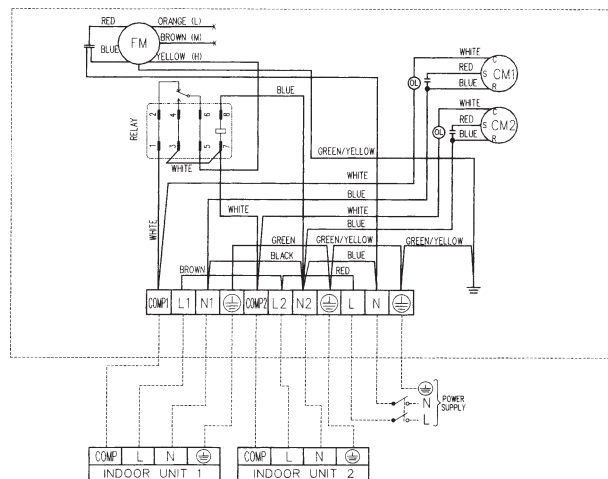 RED
ORANGE (L)
BROWN (M)
FM
BLUE
YELLOW (H)
WHITE
C
RED
S
CM1
OL
BLUE
R
WHITE
C
RED
S
CM2
OL
BLUE
R
BLUE
RELAY
2 4 6 8
1 3 5 7
WHITE
GREEN/YELLOW
WHITE
BLUE
WHITE
WHITE
WHITE
BLUE
GREEN
GREEN/YELLOW
GREEN/YELLOW
BLACK
BLUE
BROWN
RED
COMP1 L1 N1 COMP2 L2 N2 L N
N
L
POWER
SUPPLY
COMP L N
INDOOR UNIT 1
COMP L N
INDOOR UNIT 2